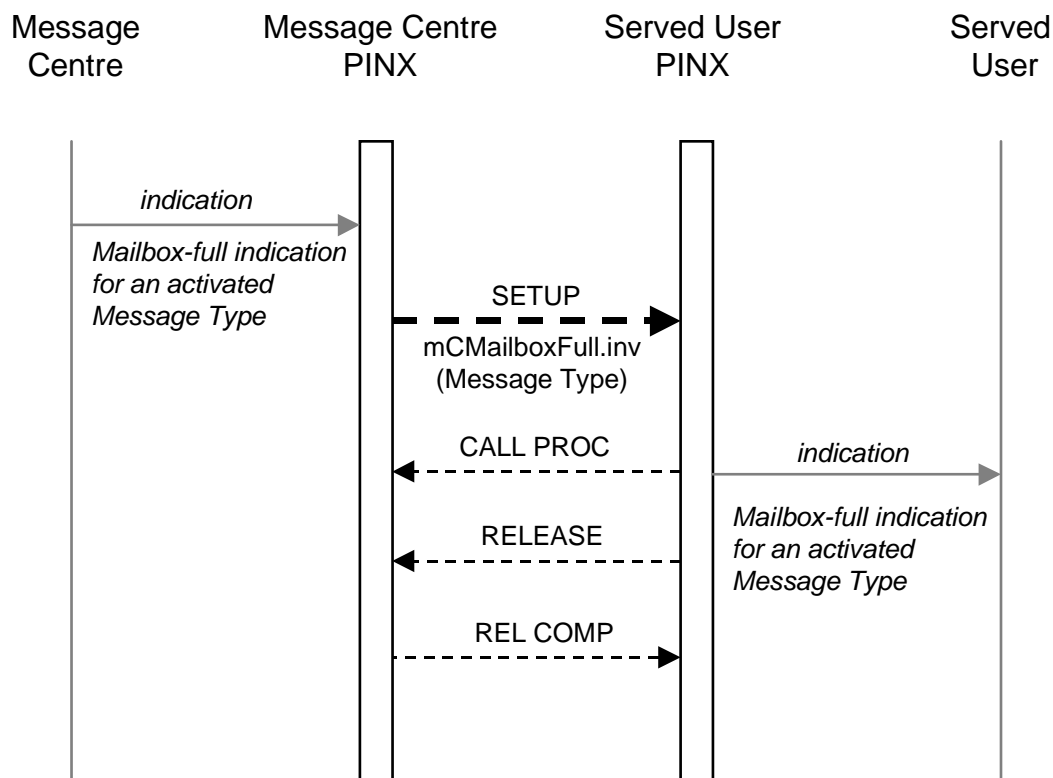 Message
Centre
Message Centre
PINX
Served User
PINX
Served
User
indication
Mailbox-full indication
for an activated
Message Type
SETUP
mCMailboxFull.inv
(Message Type)
CALL PROC
indication
RELEASE
Mailbox-full indication
for an activated
Message Type
REL COMP